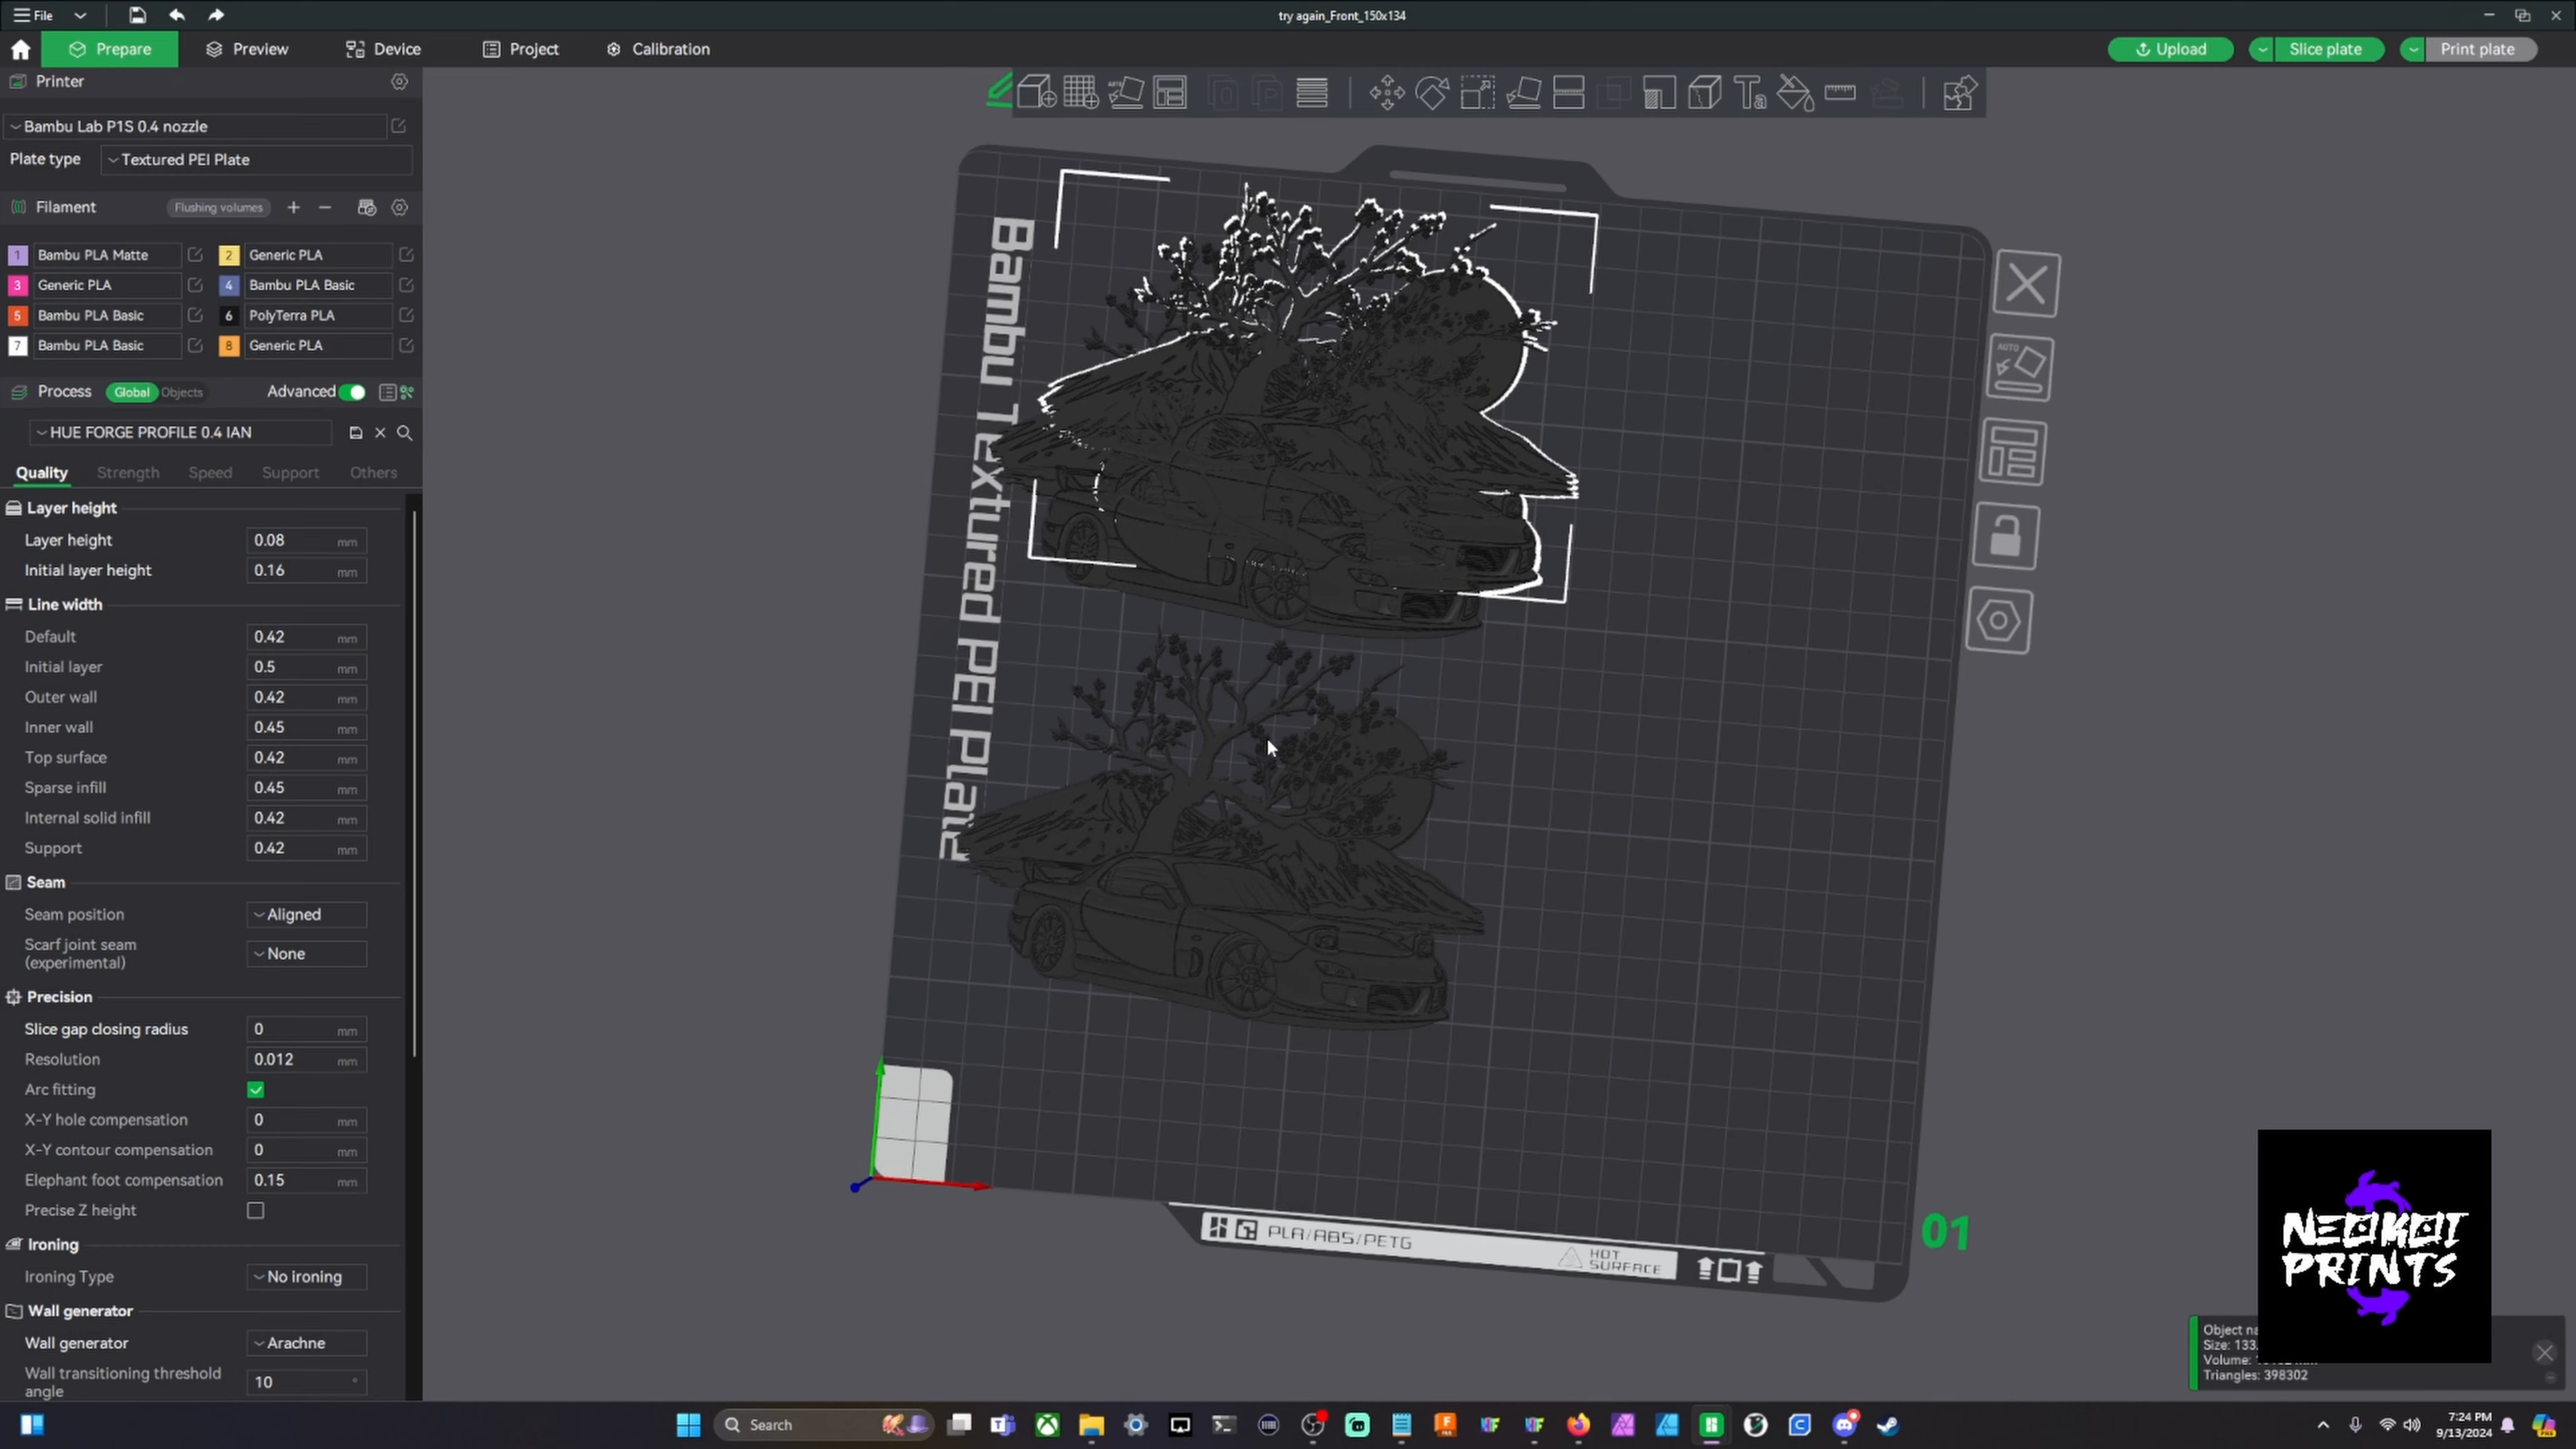 File
try again_Front_150x134
Prepare
Preview
Device
Project
Calibration
Upload
Slice plate
Print plate
Printer
Bambu Lab P1S 0.4 nozzle
Plate type
Textured PEI Plate
Filament
Flushing volumes
1 Bambu PLA Matte
2 Generic PLA
3 Generic PLA
4 Bambu PLA Basic
5 Bambu PLA Basic
6 PolyTerra PLA
7 Bambu PLA Basic
8 Generic PLA
Process
Global Objects
Advanced
HUE FORGE PROFILE 0.4 IAN
Quality
Strength
Speed
Support
Others
Layer height
Layer height 0.08 mm
Initial layer height 0.16 mm
Line width
Default 0.42 mm
Initial layer 0.5 mm
Outer wall 0.42 mm
Inner wall 0.45 mm
Top surface 0.42 mm
Sparse infill 0.45 mm
Internal solid infill 0.42 mm
Support 0.42 mm
Seam
Seam position Aligned
Scarf joint seam
(experimental)
None
Precision
Slice gap closing radius 0 mm
Resolution 0.012 mm
Arc fitting
X-Y hole compensation 0 mm
X-Y contour compensation 0 mm
Elephant foot compensation 0.15 mm
Precise Z height
Ironing
Ironing Type No ironing
Wall generator
Wall generator Arachne
Wall transitioning threshold
angle
10 °
AUTO
Bambu Textured PEI Plate
AUTO
PLA/ABS/PETG
HOT
SURFACE
01
NEOKOI
PRINTS
Object na
Size: 133.
Volume:
Triangles: 398302
Search
7:24 PM
9/13/2024